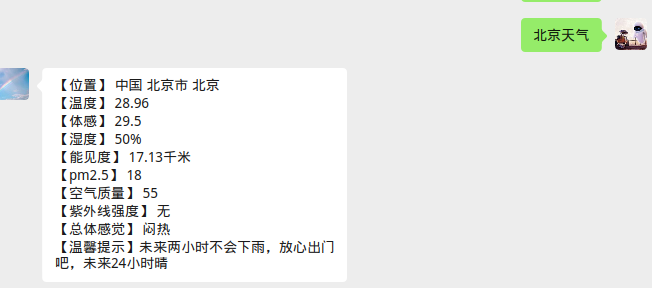 北京天气
【位置】中国 北京市 北京
【温度】28.96
【体感】29.5
【湿度】50%
【能见度】17.13千米
【pm2.5】18
【空气质量】55
【紫外线强度】无
【总体感觉】闷热
【温馨提示】未来两小时不会下雨，放心出门
吧，未来24小时晴